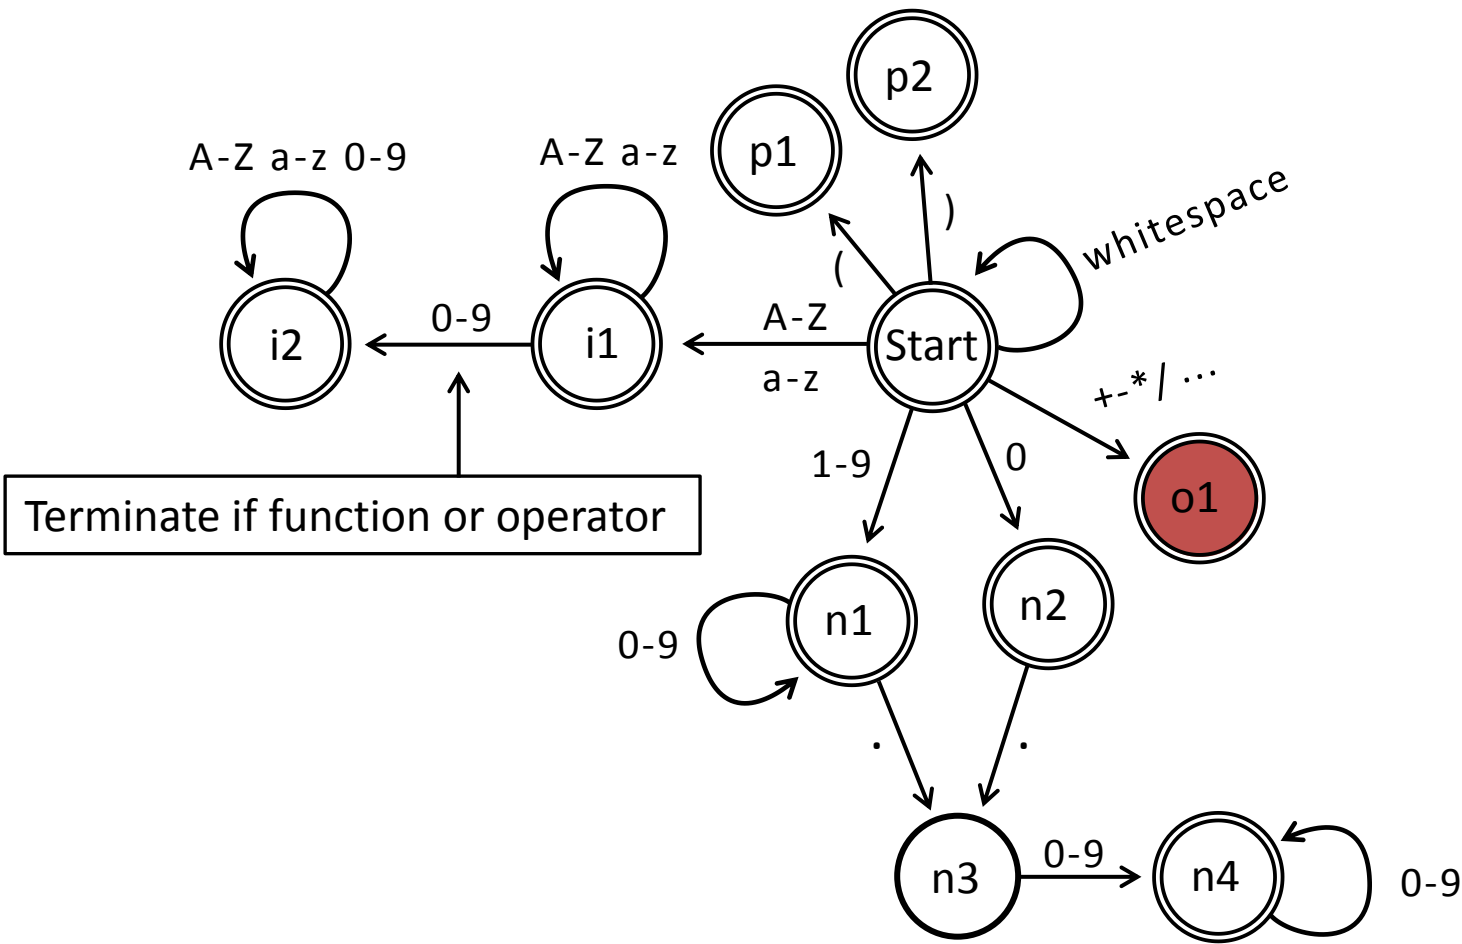 p2
p1
A-Z a-z 0-9
A-Z a-z
whitespace
)
(
i2
0-9
i1
A-Z
a-z
Start
+-*/ ...
1-9
0
o1
Terminate if function or operator
n1
n2
0-9
.
.
n3
0-9
n4
0-9